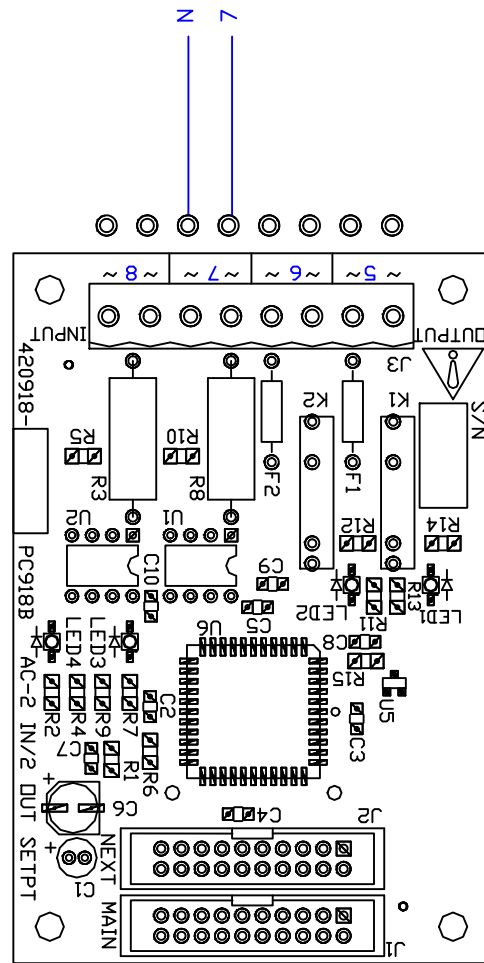 N 7
~ 8 ~ ~ 7 ~ ~ 6 ~ ~ 5 ~
INPUT
OUTPUT
J3
S/N
420918-
K2
K1
R5
R10
R3
R8
F2
F1
U2
U1
R12
R14
PC918B
C10
C9
C5
LED2
LED1
R11
R13
U6
C8
R15
LED4
LED3
U5
R2
R4
R9
R7
C2
C3
C7
R1
R6
AC-2 IN/2 OUT SETPT
+
C6
C4
J2
+
C1
NEXT
MAIN
J1